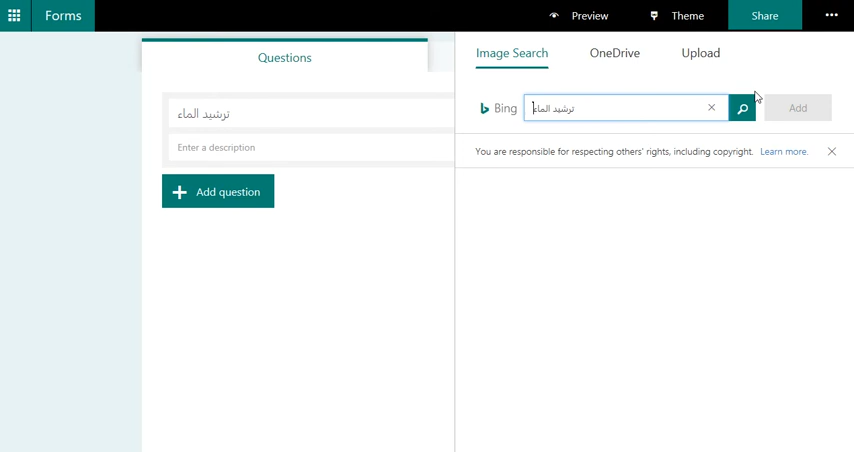 Forms
Preview
Theme
Share
Questions
ترشيد الماء
Enter a description
Add question
Image Search
OneDrive
Upload
Bing
ترشيد الماء
Add
You are responsible for respecting others' rights, including copyright. Learn more.